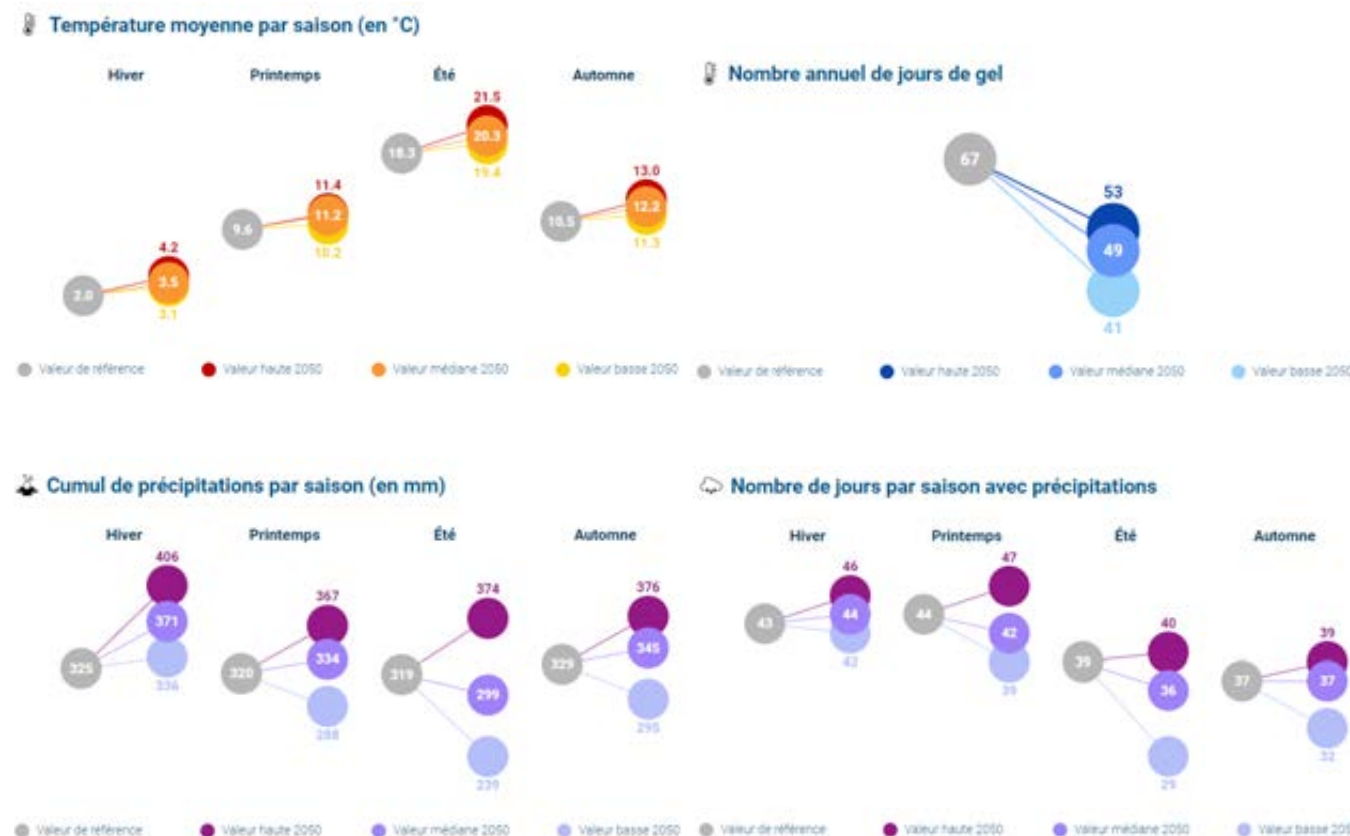 Température moyenne par saison (en °C)
Hiver
Printemps
Été
Automne
21.5
20.3
18.3
19.4
13.0
12.2
10.5
11.3
11.4
11.2
9.6
10.2
4.2
3.5
2.0
3.1
Valeur de référence
Valeur haute 2050
Valeur médiane 2050
Valeur basse 2050
Nombre annuel de jours de gel
67
53
49
41
Valeur de référence
Valeur haute 2050
Valeur médiane 2050
Valeur basse 2050
Cumul de précipitations par saison (en mm)
Hiver
Printemps
Été
Automne
406
371
325
336
367
334
320
288
374
319
299
239
376
345
329
295
Valeur de référence
Valeur haute 2050
Valeur médiane 2050
Valeur basse 2050
Nombre de jours par saison avec précipitations
Hiver
Printemps
Été
Automne
46
44
43
42
47
44
42
39
40
39
36
29
39
37
37
32
Valeur de référence
Valeur haute 2050
Valeur médiane 2050
Valeur basse 205